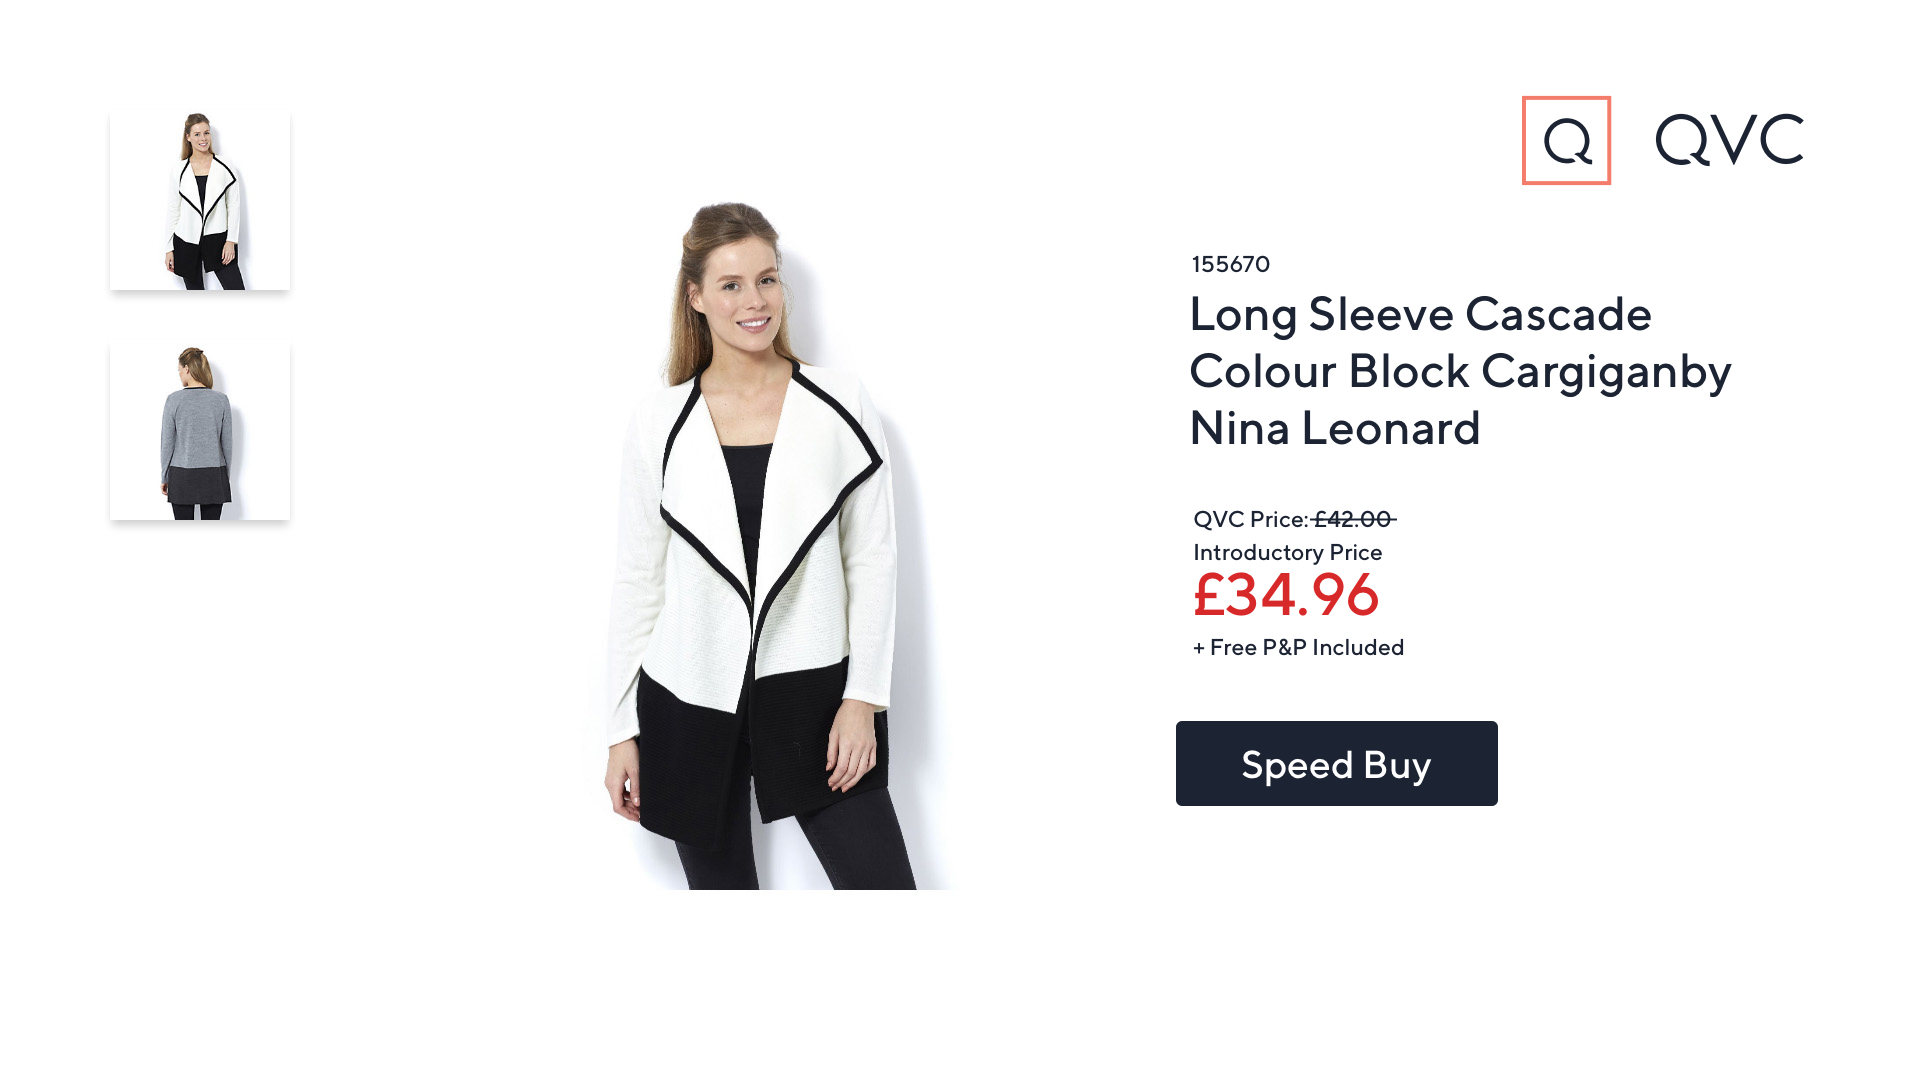 Q QVC
155670
Long Sleeve Cascade
Colour Block Cargiganby
Nina Leonard
QVC Price: £42.00
Introductory Price
£34.96
+ Free P&P Included
Speed Buy